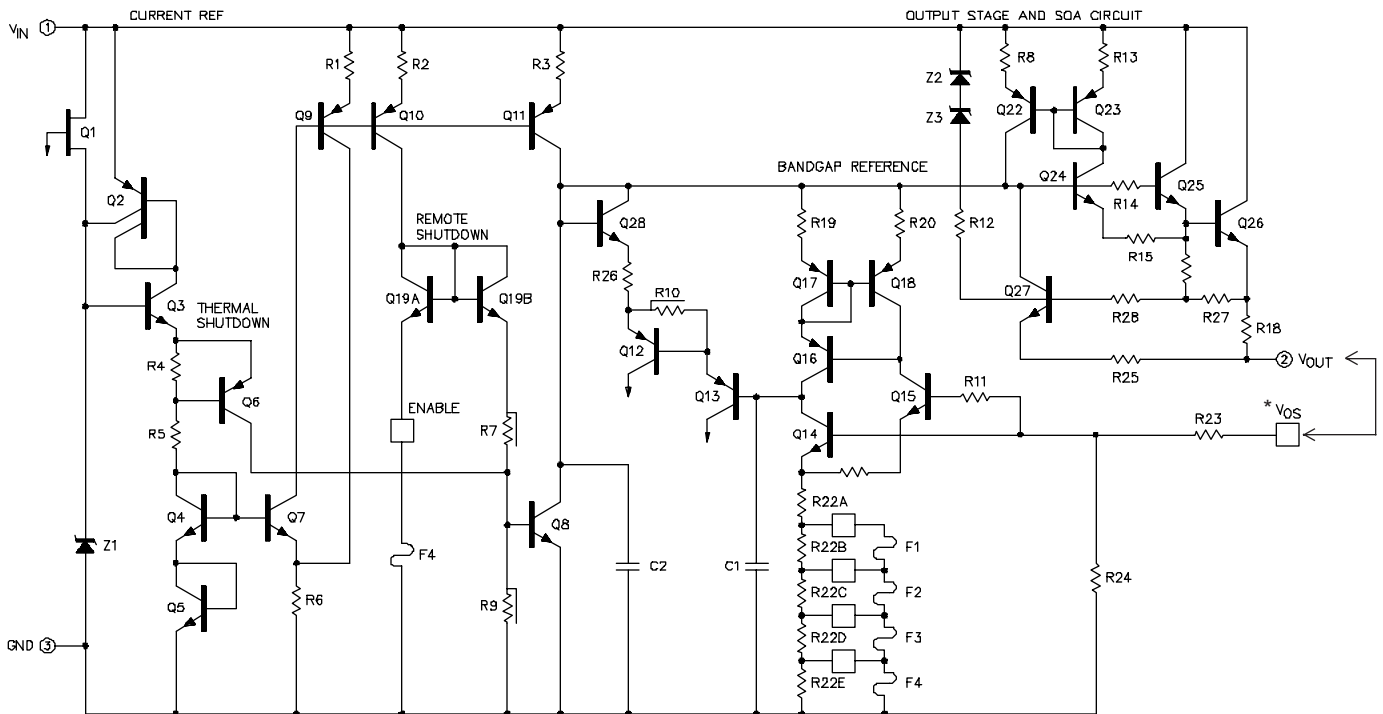 CURRENT REF
OUTPUT STAGE AND SOA CIRCUIT
VIN 1
R1
R2
R3
R8
R13
Z2
Q1
Q9
Q10
Q11
Z3
Q22
Q23
BANDGAP REFERENCE
Q2
Q24
R14
Q25
REMOTE
SHUTDOWN
Q28
R19
R20
R12
R15
Q26
R26
Q17
Q18
Q27
Q3
Q19A
Q19B
R10
THERMAL
SHUTDOWN
R28
R27
R18
R4
Q12
Q16
R25
2 VOUT
Q6
Q13
Q15
R11
ENABLE
* VOS
R5
R7
Q14
R23
R22A
Q4
Q7
Q8
Z1
F4
R22B
F1
C2
C1
R24
R22C
F2
Q5
R6
R9
R22D
F3
GND 3
R22E
F4